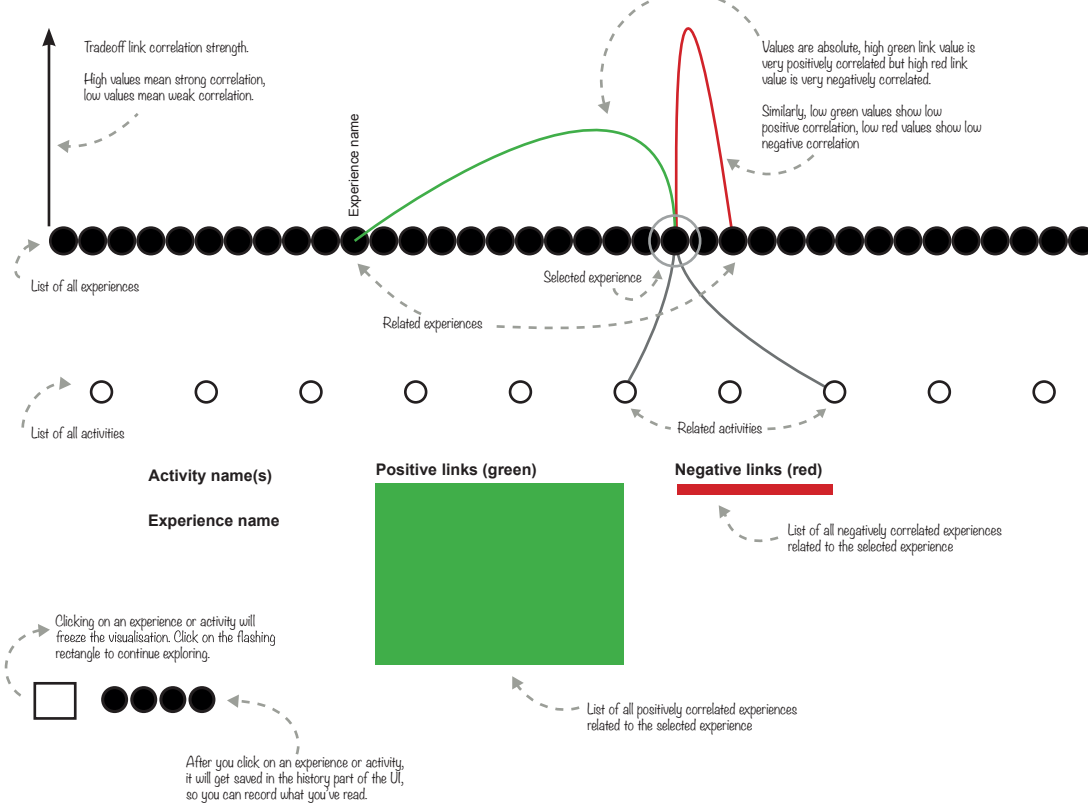 Tradeoff link correlation strength.
High values mean strong correlation,
low values mean weak correlation.
Values are absolute, high green link value is
very positively correlated but high red link
value is very negatively correlated.
Similarly, low green values show low
positive correlation, low red values show low
negative correlation
Experience name
List of all experiences
Selected experience
Related experiences
List of all activities
Related activities
Activity name(s)
Experience name
Positive links (green)
Negative links (red)
List of all negatively correlated experiences
related to the selected experience
Clicking on an experience or activity will
freeze the visualisation. Click on the flashing
rectangle to continue exploring.
List of all positively correlated experiences
related to the selected experience
After you click on an experience or activity,
it will get saved in the history part of the UI,
so you can record what you've read.